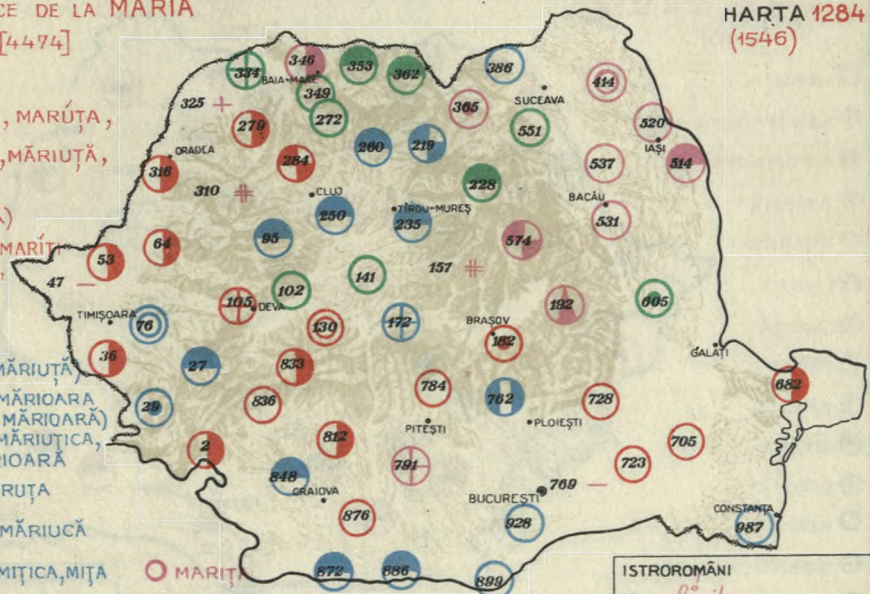 CE DE LA MARIA
HARTA 1284
[4474]
(1546)
334
346
353
362
386
BAIA-MARE
414
325
349
365
SUCEAVA
279
272
551
520
, MARÚȚA,
260
219
IAȘI
ORADEA
284
537
514
,MĂRIUȚĂ,
316
310
CLUJ
228
BACĂU
250
TÎRGU-MUREȘ
235
531
Ă)
95
574
MARÍȚI
64
53
157
47
141
102
605
105
DEVA
192
TIMIȘOARA
76
130
172
BRAȘOV
182
GALAȚI
36
27
833
MĂRIUȚĂ)
784
762
682
MĂRIOARA
29
836
728
MĂRIOARĂ)
PITEȘTI
PLOIEȘTI
MĂRIUȚICA,
2
812
705
RIOARĂ
791
723
848
RUȚA
CRAIOVA
BUCUREȘTI
769
876
928
CONSTANȚA
MĂRIUCĂ
987
MIȚICA,MIȚA
MARIȚA
872
886
899
ISTROROMÂNI